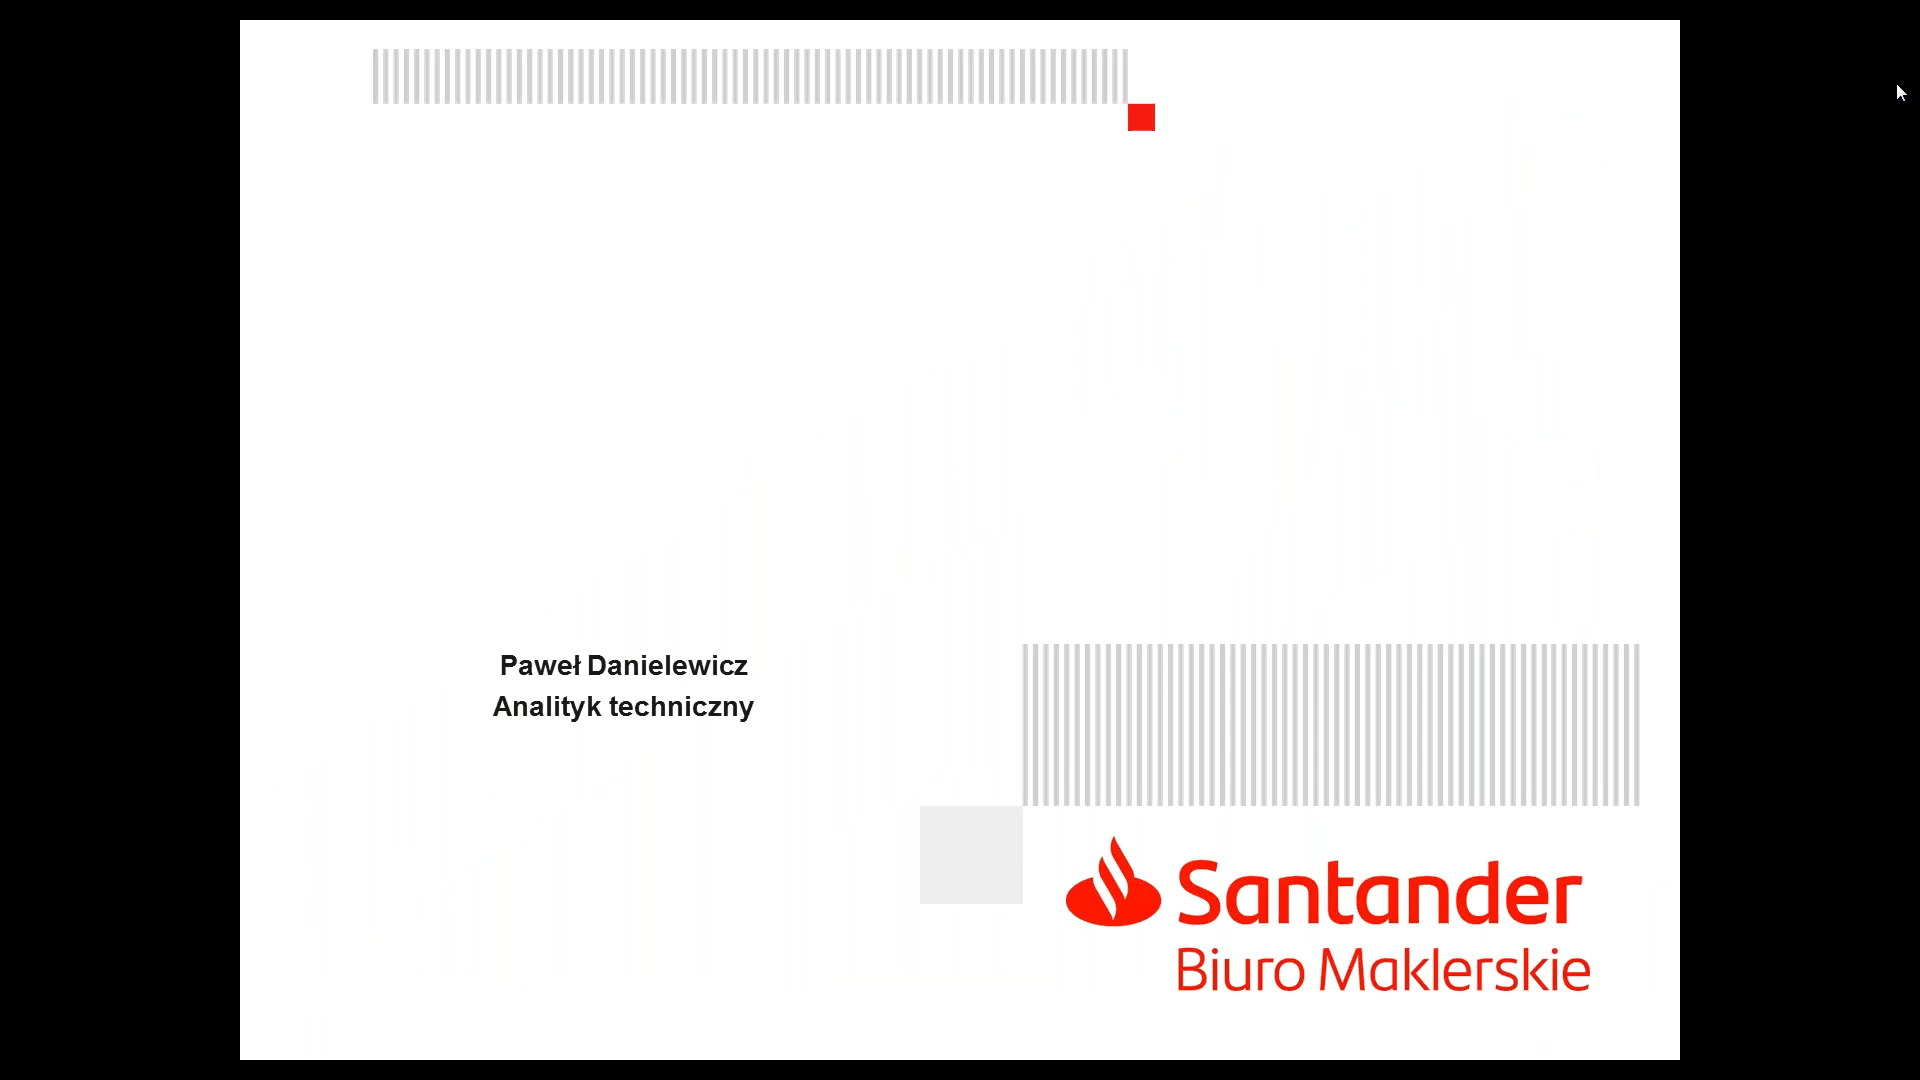 Paweł Danielewicz
Analityk techniczny
Santander
Biuro Maklerskie